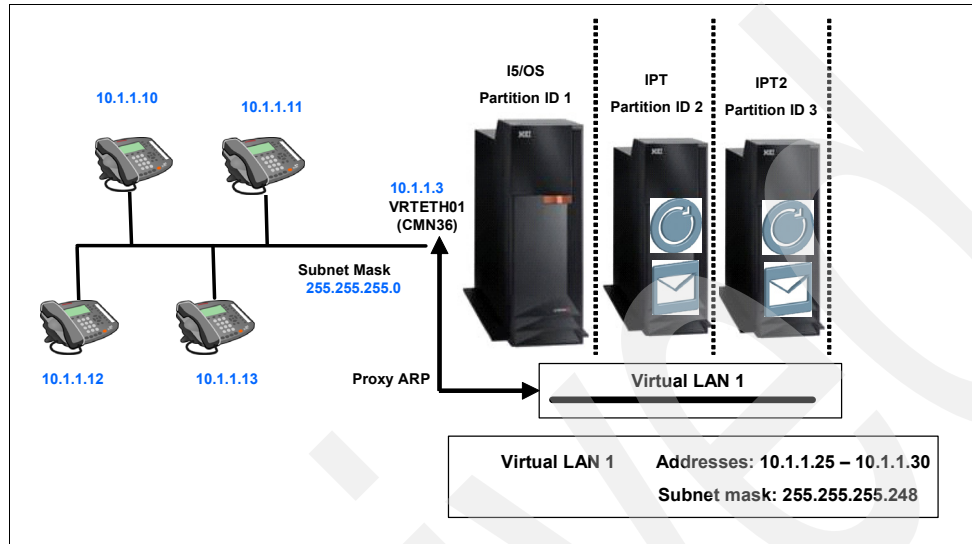 I5/OS
Partition ID 1
IPT
Partition ID 2
IPT2
Partition ID 3
10.1.1.10
10.1.1.11
10.1.1.3
VRTETH01
(CMN36)
Subnet Mask
255.255.255.0
10.1.1.12
10.1.1.13
Proxy ARP
Virtual LAN 1
Virtual LAN 1 Addresses: 10.1.1.25 – 10.1.1.30
Subnet mask: 255.255.255.248